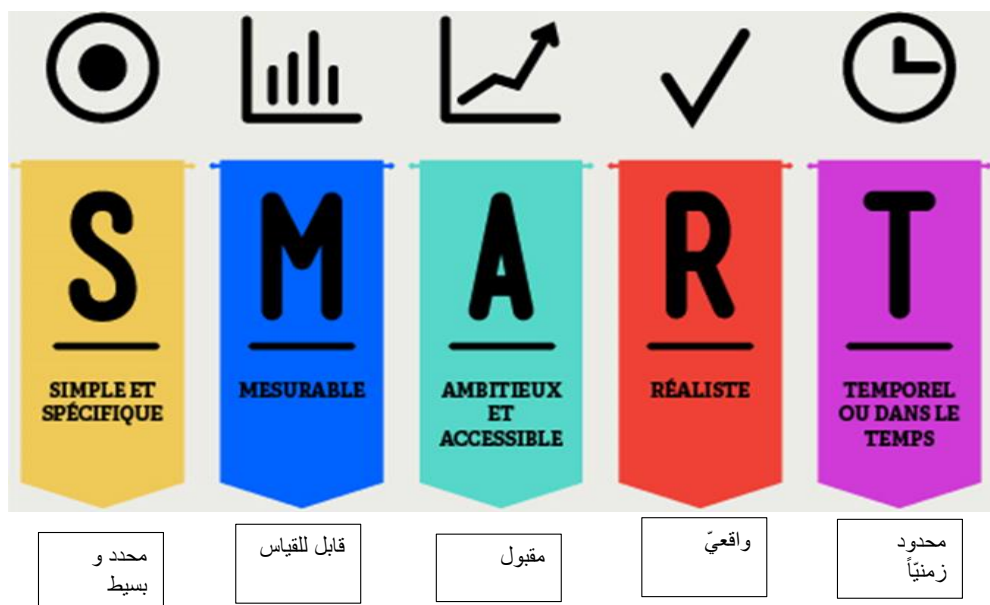 S
M
A
R
T
SIMPLE ET
SPÉCIFIQUE
MESURABLE
AMBITIEUX
ET
ACCESSIBLE
RÉALISTE
TEMPOREL
OU DANS LE
TEMPS
محدد و
بسيط
قابل للقياس
مقبول
واقعيّ
محدود
زمنيّاً